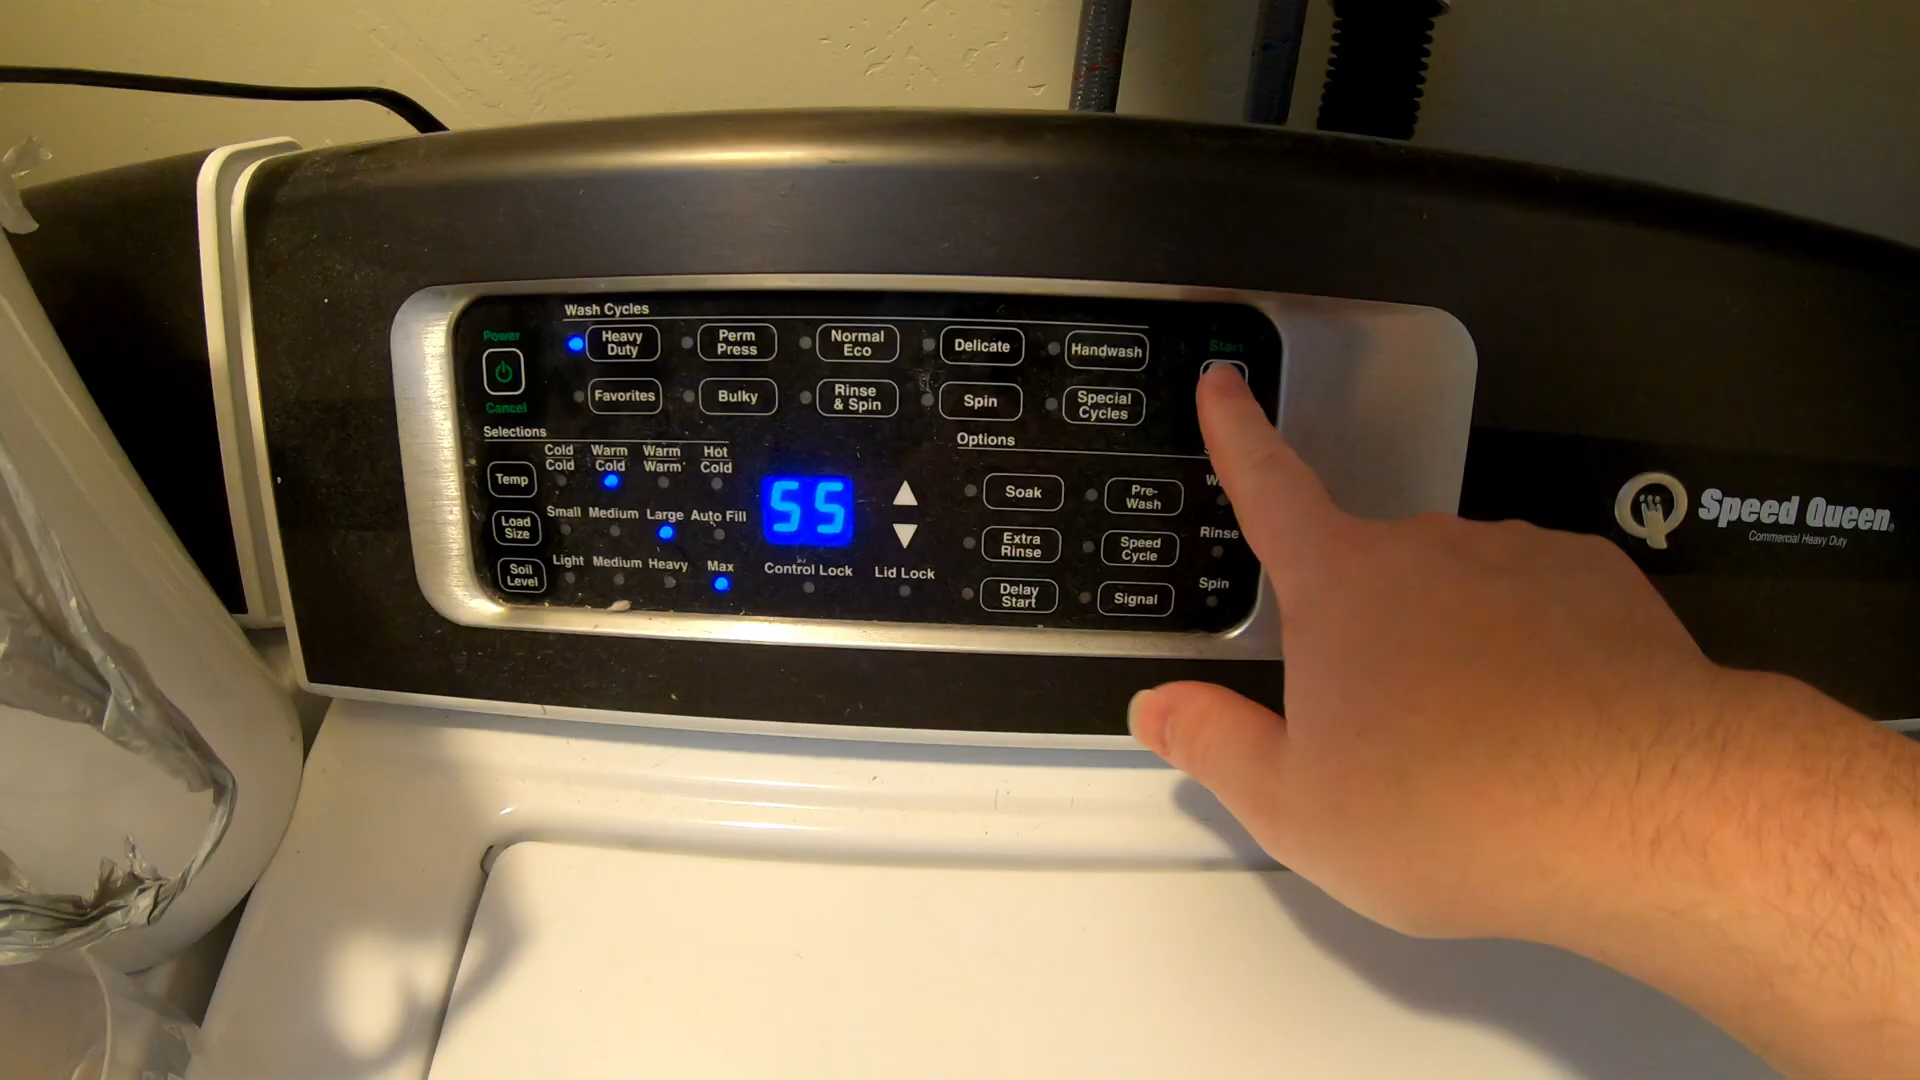 Wash Cycles
Power
Heavy
Duty
Perm
Press
Normal
Eco
Delicate
Handwash
Start
Cancel
Favorites
Bulky
Rinse
& Spin
Spin
Special
Cycles
Selections
Options
Temp
Cold
Cold
Warm
Cold
Warm
Warm
Hot
Cold
Load
Size
Small Medium Large Auto Fill
Soil
Level
Light Medium Heavy Max
55
Control Lock
Lid Lock
Soak
Pre-
Wash
Extra
Rinse
Speed
Cycle
Rinse
Delay
Start
Signal
Spin
Speed Queen
Commercial Heavy Duty